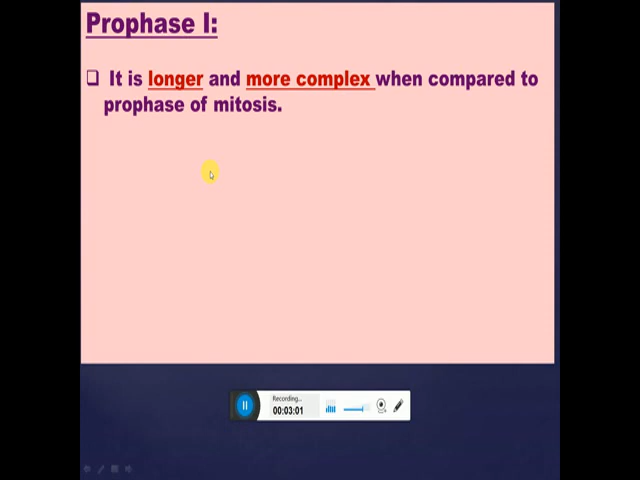 Prophase I:
❑ It is longer and more complex when compared to
prophase of mitosis.
Recording...
00:03:01